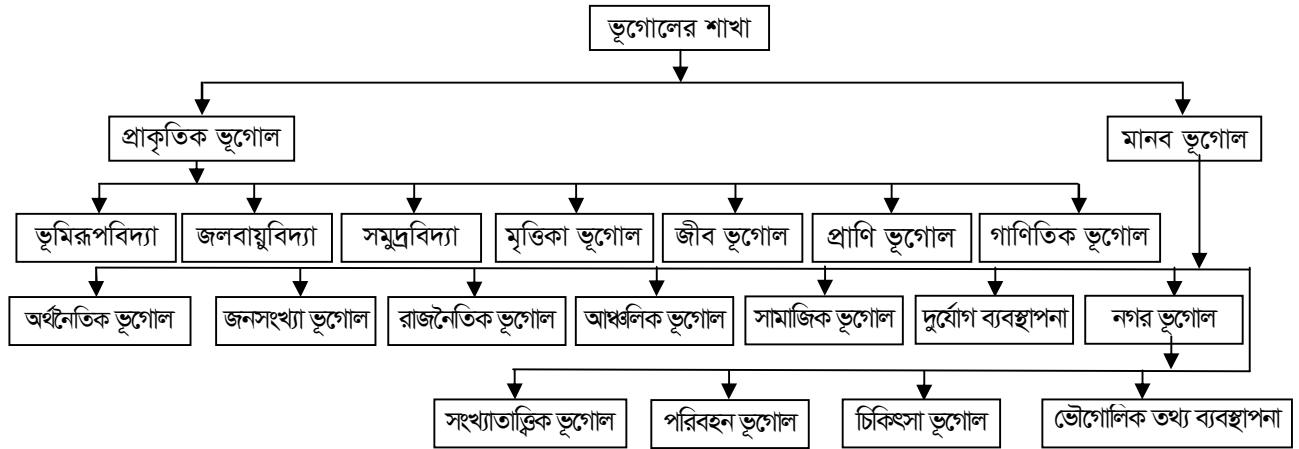 ভূগোলের শাখা
প্রাকৃতিক ভূগোল মানব ভূগোল
ভূমিরূপবিদ্যা জলবায়ুবিদ্যা সমুদ্রবিদ্যা মৃত্তিকা ভূগোল জীব ভূগোল প্রাণি ভূগোল গাণিতিক ভূগোল
অর্থনৈতিক ভূগোল জনসংখ্যা ভূগোল রাজনৈতিক ভূগোল আঞ্চলিক ভূগোল সামাজিক ভূগোল দুর্যোগ ব্যবস্থাপনা নগর ভূগোল
সংখ্যাতাত্ত্বিক ভূগোল পরিবহন ভূগোল চিকিৎসা ভূগোল ভৌগোলিক তথ্য ব্যবস্থাপনা